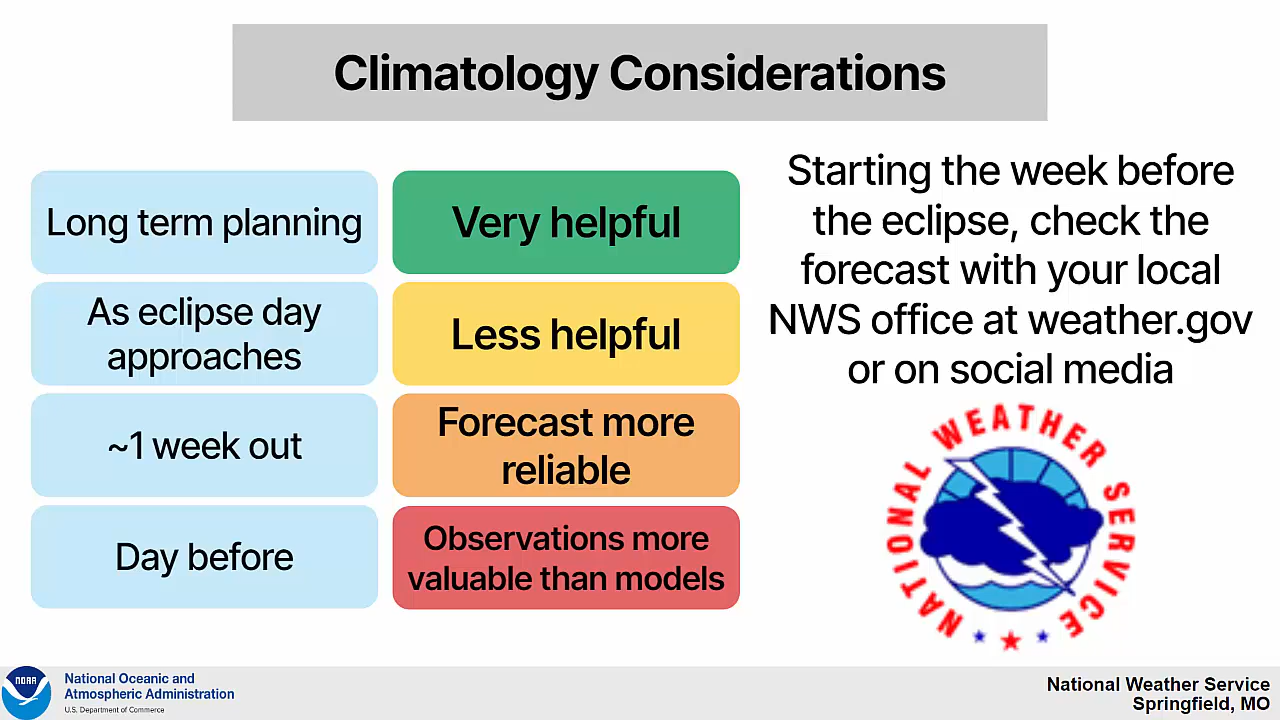 Climatology Considerations
Long term planning
Very helpful
As eclipse day
approaches
Less helpful
~1 week out
Forecast more
reliable
Day before
Observations more
valuable than models
Starting the week before
the eclipse, check the
forecast with your local
NWS office at weather.gov
or on social media
NATIONAL WEATHER SERVICE
NOAA
National Oceanic and
Atmospheric Administration
U.S. Department of Commerce
National Weather Service
Springfield, MO